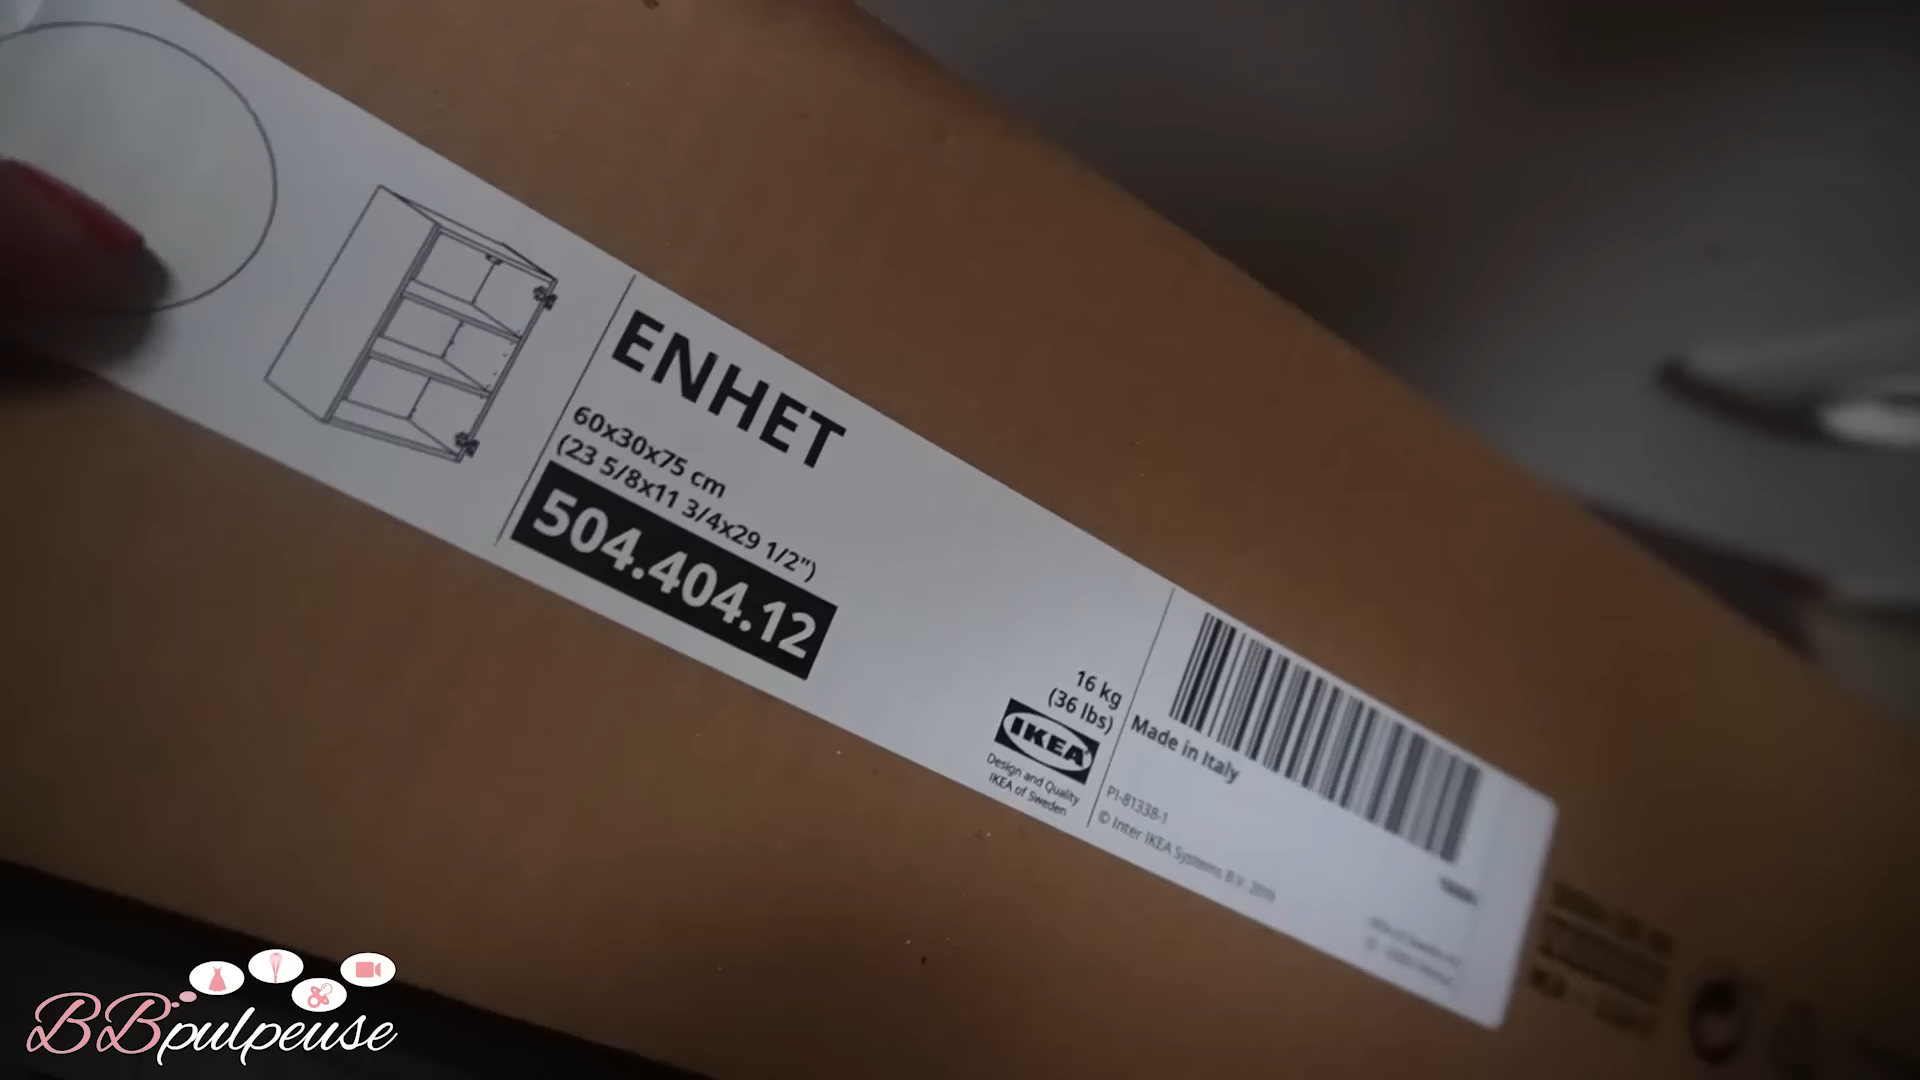 ENHET
60x30x75 cm
(23 5/8x11 3/4x29 1/2")
504.404.12
16 kg
(36 lbs)
IKEA
Design and Quality
IKEA of Sweden
Made in Italy
PI-81338-1
© Inter IKEA Systems B.V.
BBpulpeuse